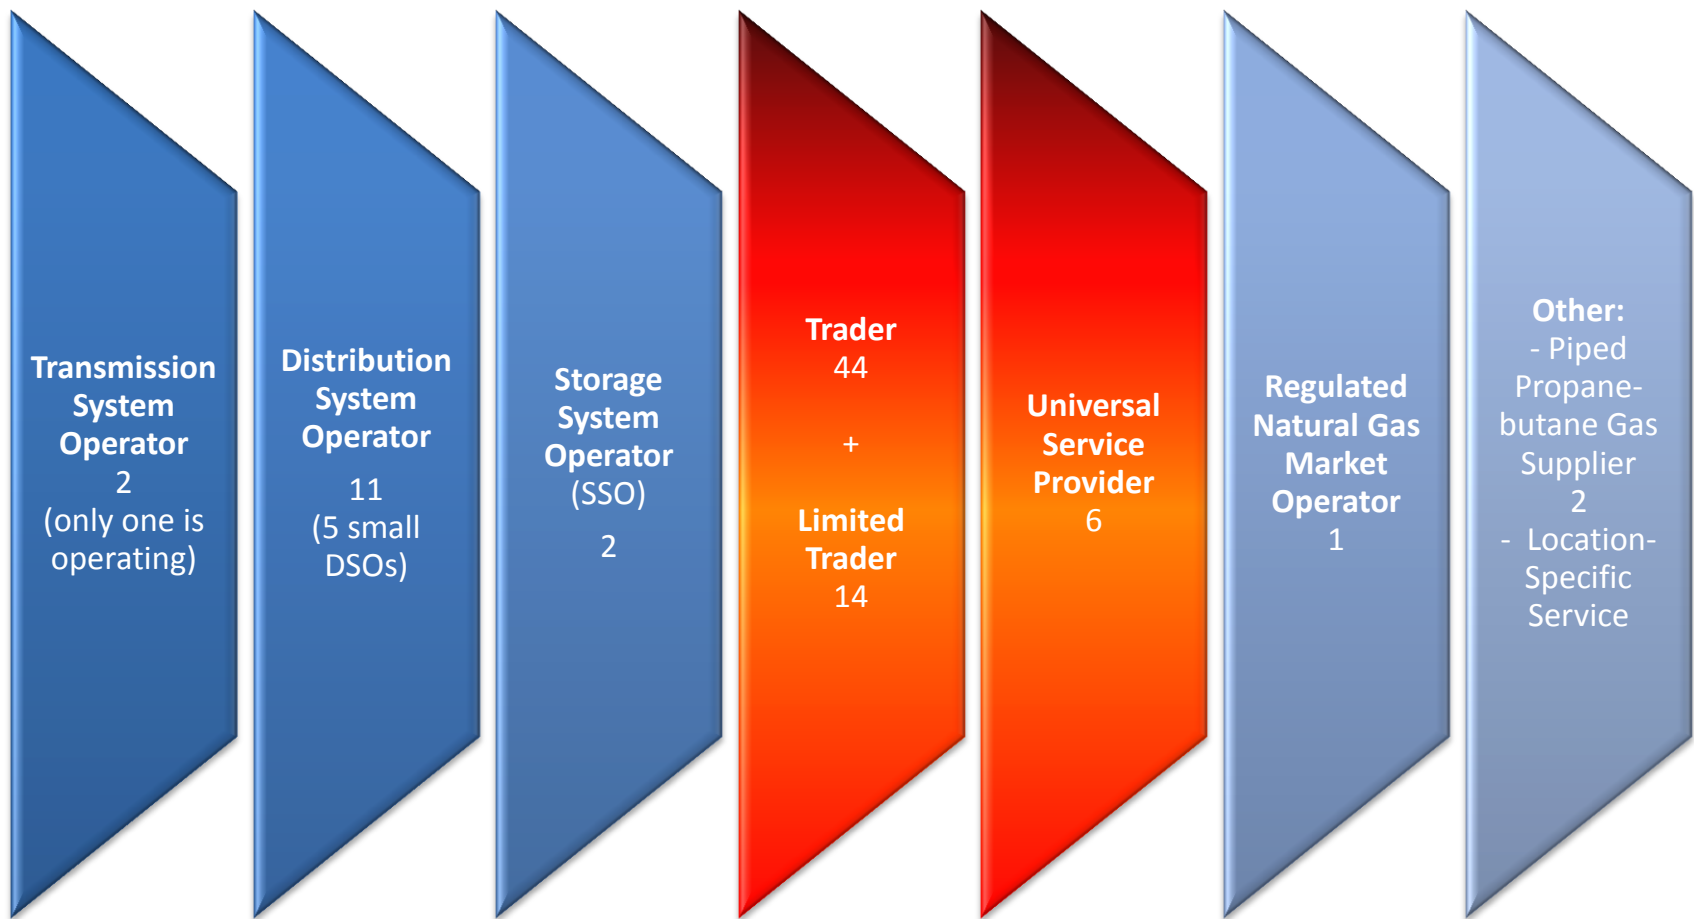 Transmission
System
Operator
2
(only one is
operating)
Distribution
System
Operator
11
(5 small
DSOs)
Storage
System
Operator
(SSO)
2
Trader
44
+
Limited
Trader
14
Universal
Service
Provider
6
Regulated
Natural Gas
Market
Operator
1
Other:
- Piped
Propane-
butane Gas
Supplier
2
- Location-
Specific
Service